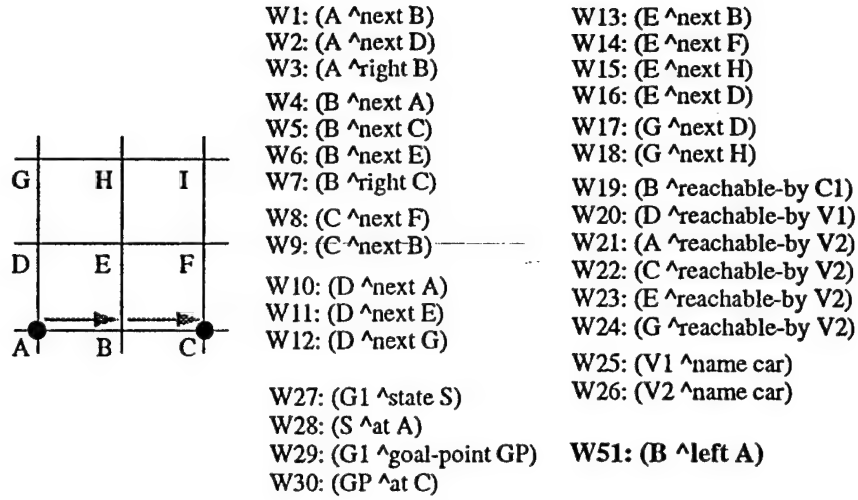 G H I
D E F
A B C
W1: (A ^next B)
W2: (A ^next D)
W3: (A ^right B)
W4: (B ^next A)
W5: (B ^next C)
W6: (B ^next E)
W7: (B ^right C)
W8: (C ^next F)
W9: (C ^next B)
W10: (D ^next A)
W11: (D ^next E)
W12: (D ^next G)
W27: (G1 ^state S)
W28: (S ^at A)
W29: (G1 ^goal-point GP)
W30: (GP ^at C)
W13: (E ^next B)
W14: (E ^next F)
W15: (E ^next H)
W16: (E ^next D)
W17: (G ^next D)
W18: (G ^next H)
W19: (B ^reachable-by C1)
W20: (D ^reachable-by V1)
W21: (A ^reachable-by V2)
W22: (C ^reachable-by V2)
W23: (E ^reachable-by V2)
W24: (G ^reachable-by V2)
W25: (V1 ^name car)
W26: (V2 ^name car)
W51: (B ^left A)